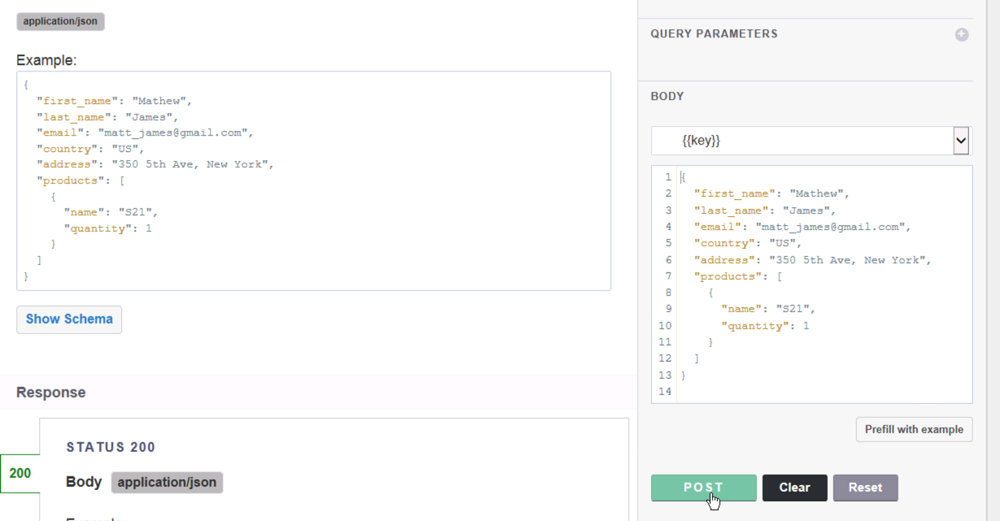 application/json
Example:
{
"first_name": "Mathew",
"last_name": "James",
"email": "matt_james@gmail.com",
"country": "US",
"address": "350 5th Ave, New York",
"products": [
{
"name": "S21",
"quantity": 1
}
]
}
Show Schema
Response
200
STATUS 200
Body application/json
QUERY PARAMETERS
BODY
{{key}}
1 {
2 "first_name": "Mathew",
3 "last_name": "James",
4 "email": "matt_james@gmail.com",
5 "country": "US",
6 "address": "350 5th Ave, New York",
7 "products": [
8 {
9 "name": "S21",
10 "quantity": 1
11 }
12 ]
13 }
14
Prefill with example
POST Clear Reset